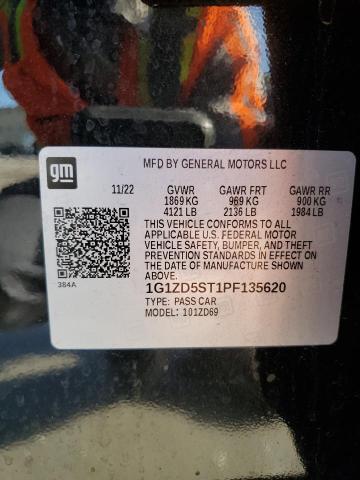 gm
MFD BY GENERAL MOTORS LLC
11/22 GVWR GAWR FRT GAWR RR
1869 KG 969 KG 900 KG
4121 LB 2136 LB 1984 LB
THIS VEHICLE CONFORMS TO ALL
APPLICABLE U.S. FEDERAL MOTOR
VEHICLE SAFETY, BUMPER, AND THEFT
PREVENTION STANDARDS IN EFFECT ON
THE DATE OF MANUFACTURE SHOWN
ABOVE.
384A
1G1ZD5ST1PF135620
TYPE: PASS CAR
MODEL: 101ZD69